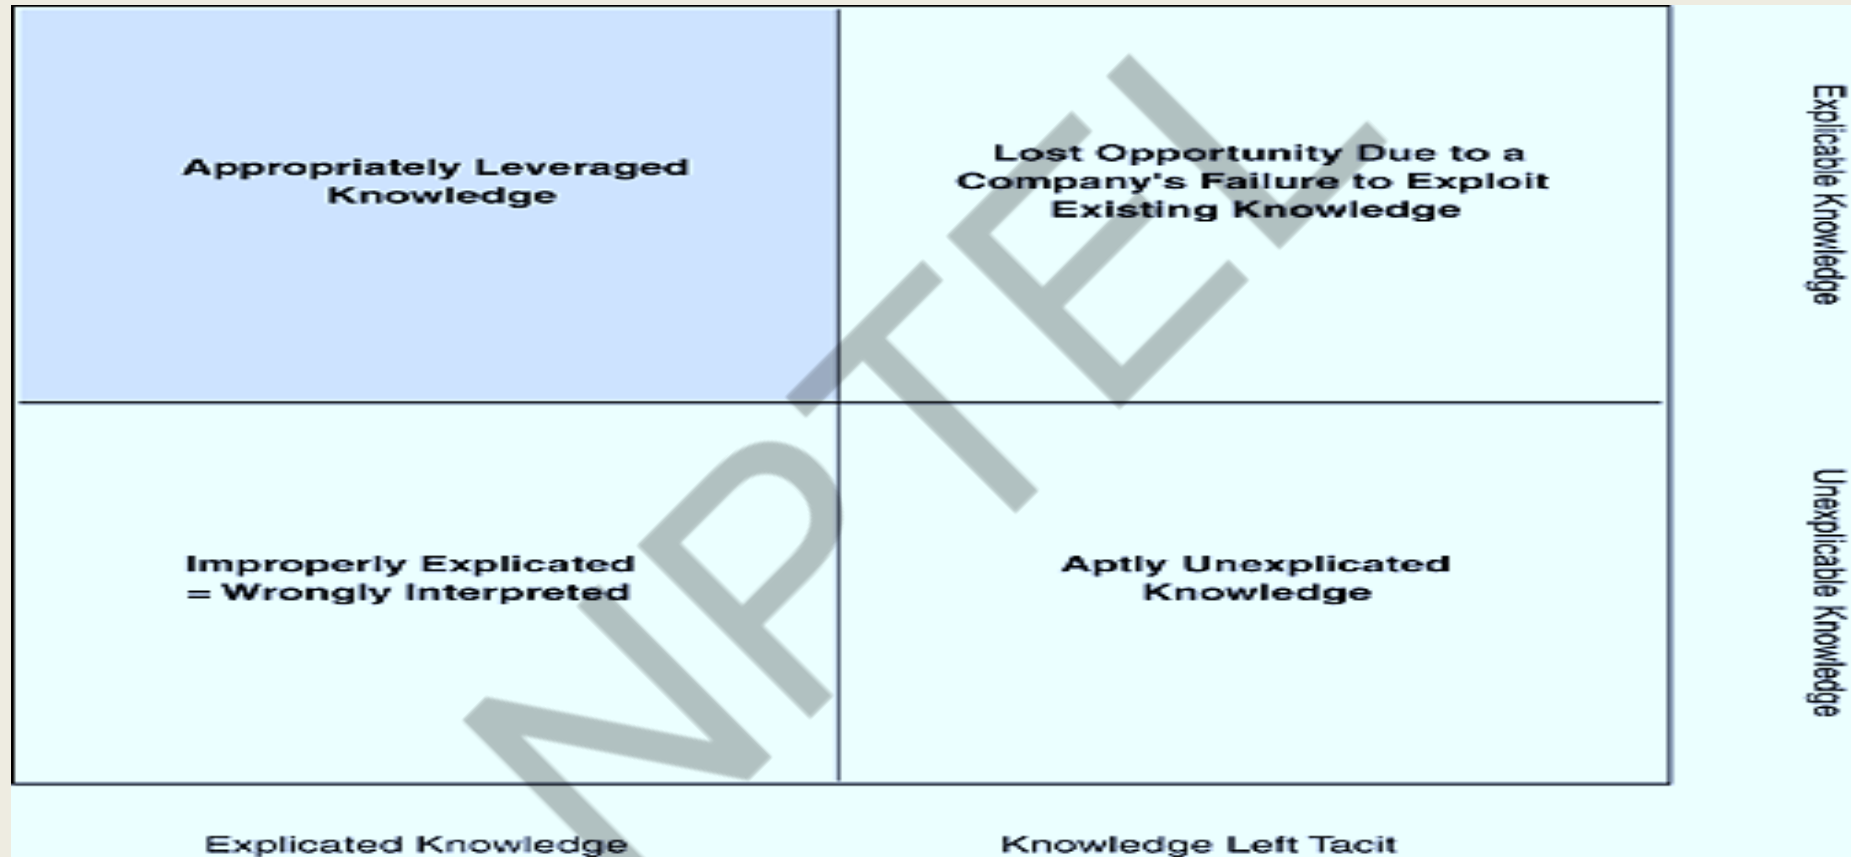 Appropriately Leveraged
Knowledge
Lost Opportunity Due to a
Company's Failure to Exploit
Existing Knowledge
Explicable Knowledge
Improperly Explicated
= Wrongly Interpreted
Aptly Unexplicated
Knowledge
Unexplicable Knowledge
Explicated Knowledge
Knowledge Left Tacit
NPTEL